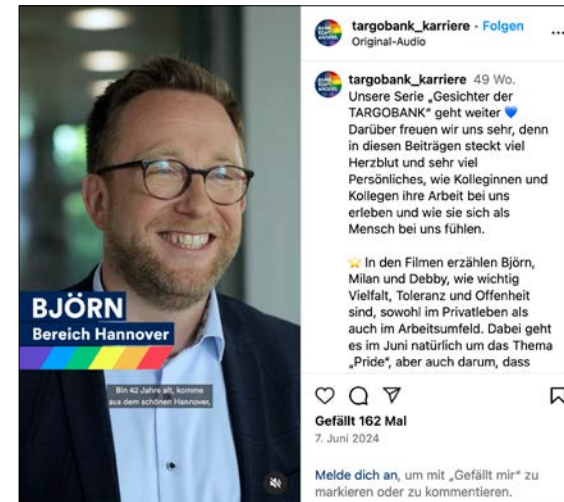 targobank_karriere · Folgen
Original-Audio
targobank_karriere 49 Wo.
Unsere Serie „Gesichter der
TARGOBANK“ geht weiter 💙
Darüber freuen wir uns sehr, denn
in diesen Beiträgen steckt viel
Herzblut und sehr viel
Persönliches, wie Kolleginnen und
Kollegen ihre Arbeit bei uns
erleben und wie sie sich als
Mensch bei uns fühlen.
⭐ In den Filmen erzählen Björn,
Milan und Debby, wie wichtig
Vielfalt, Toleranz und Offenheit
sind, sowohl im Privatleben als
auch im Arbeitsumfeld. Dabei geht
es im Juni natürlich um das Thema
„Pride“, aber auch darum, dass
BJÖRN
Bereich Hannover
Bin 42 Jahre alt, komme
aus dem schönen Hannover,
Gefällt 162 Mal
7. Juni 2024
Melde dich an, um mit „Gefällt mir“ zu
markieren oder zu kommentieren.